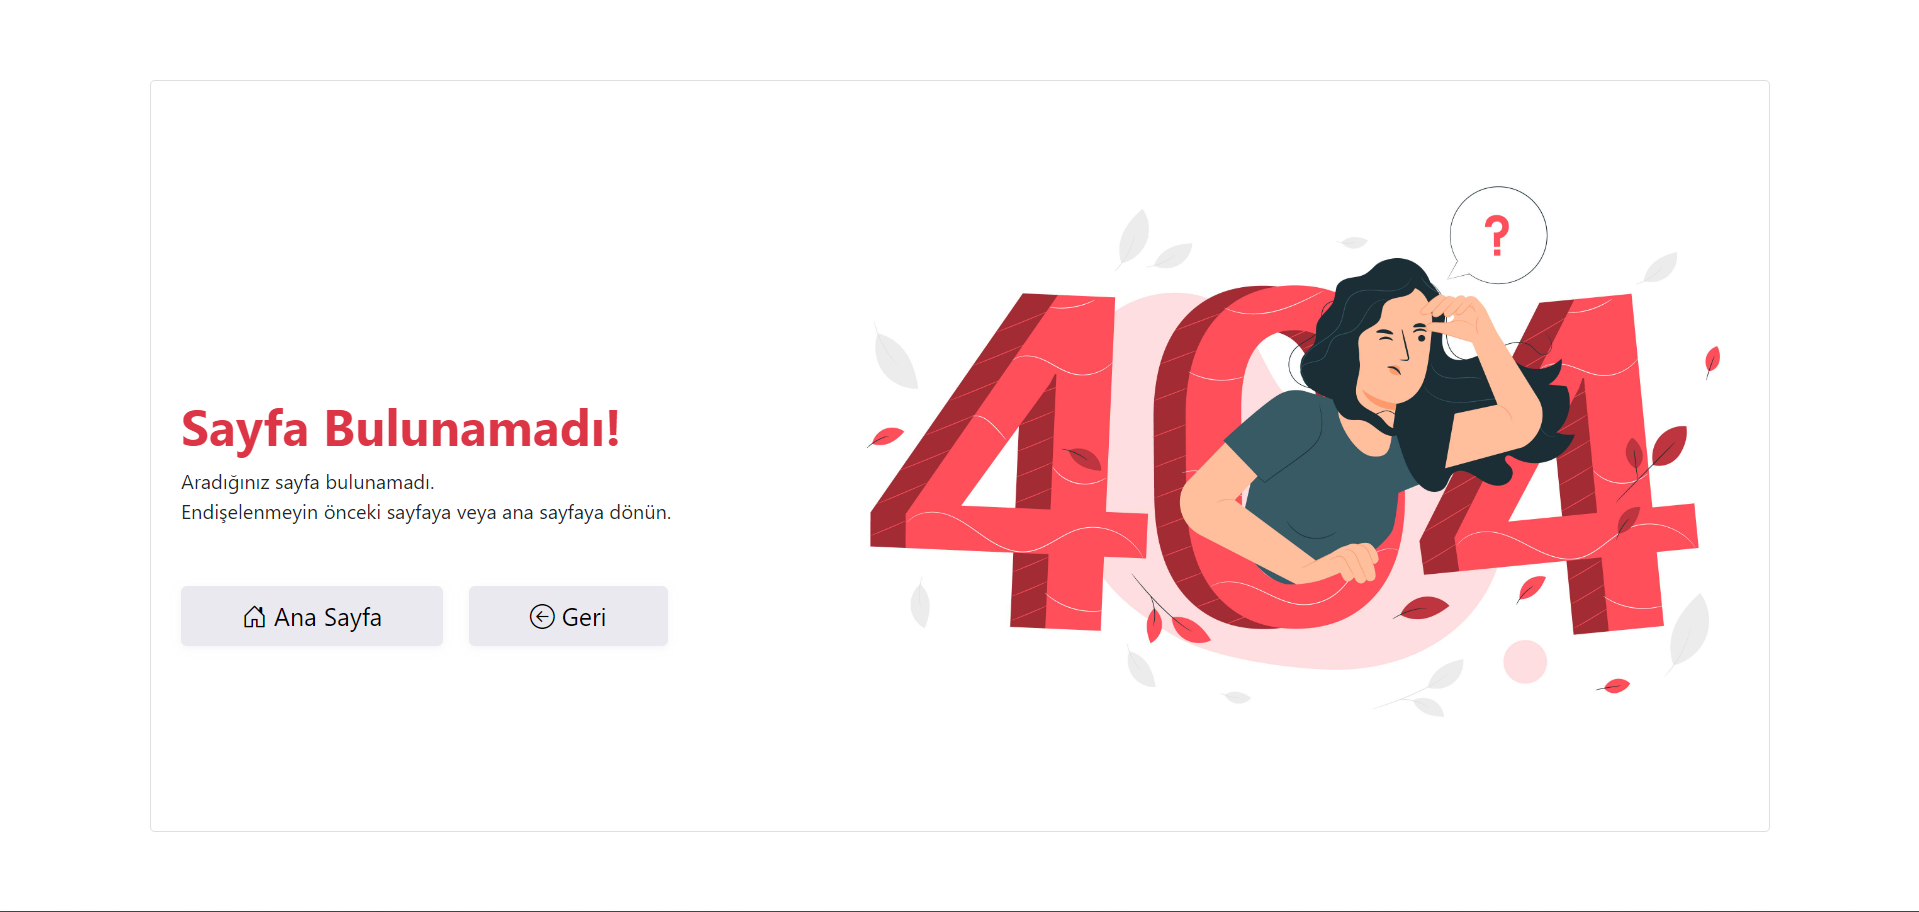 Sayfa Bulunamadı!
Aradığınız sayfa bulunamadı.
Endişelenmeyin önceki sayfaya veya ana sayfaya dönün.
Ana Sayfa
Geri
?
404